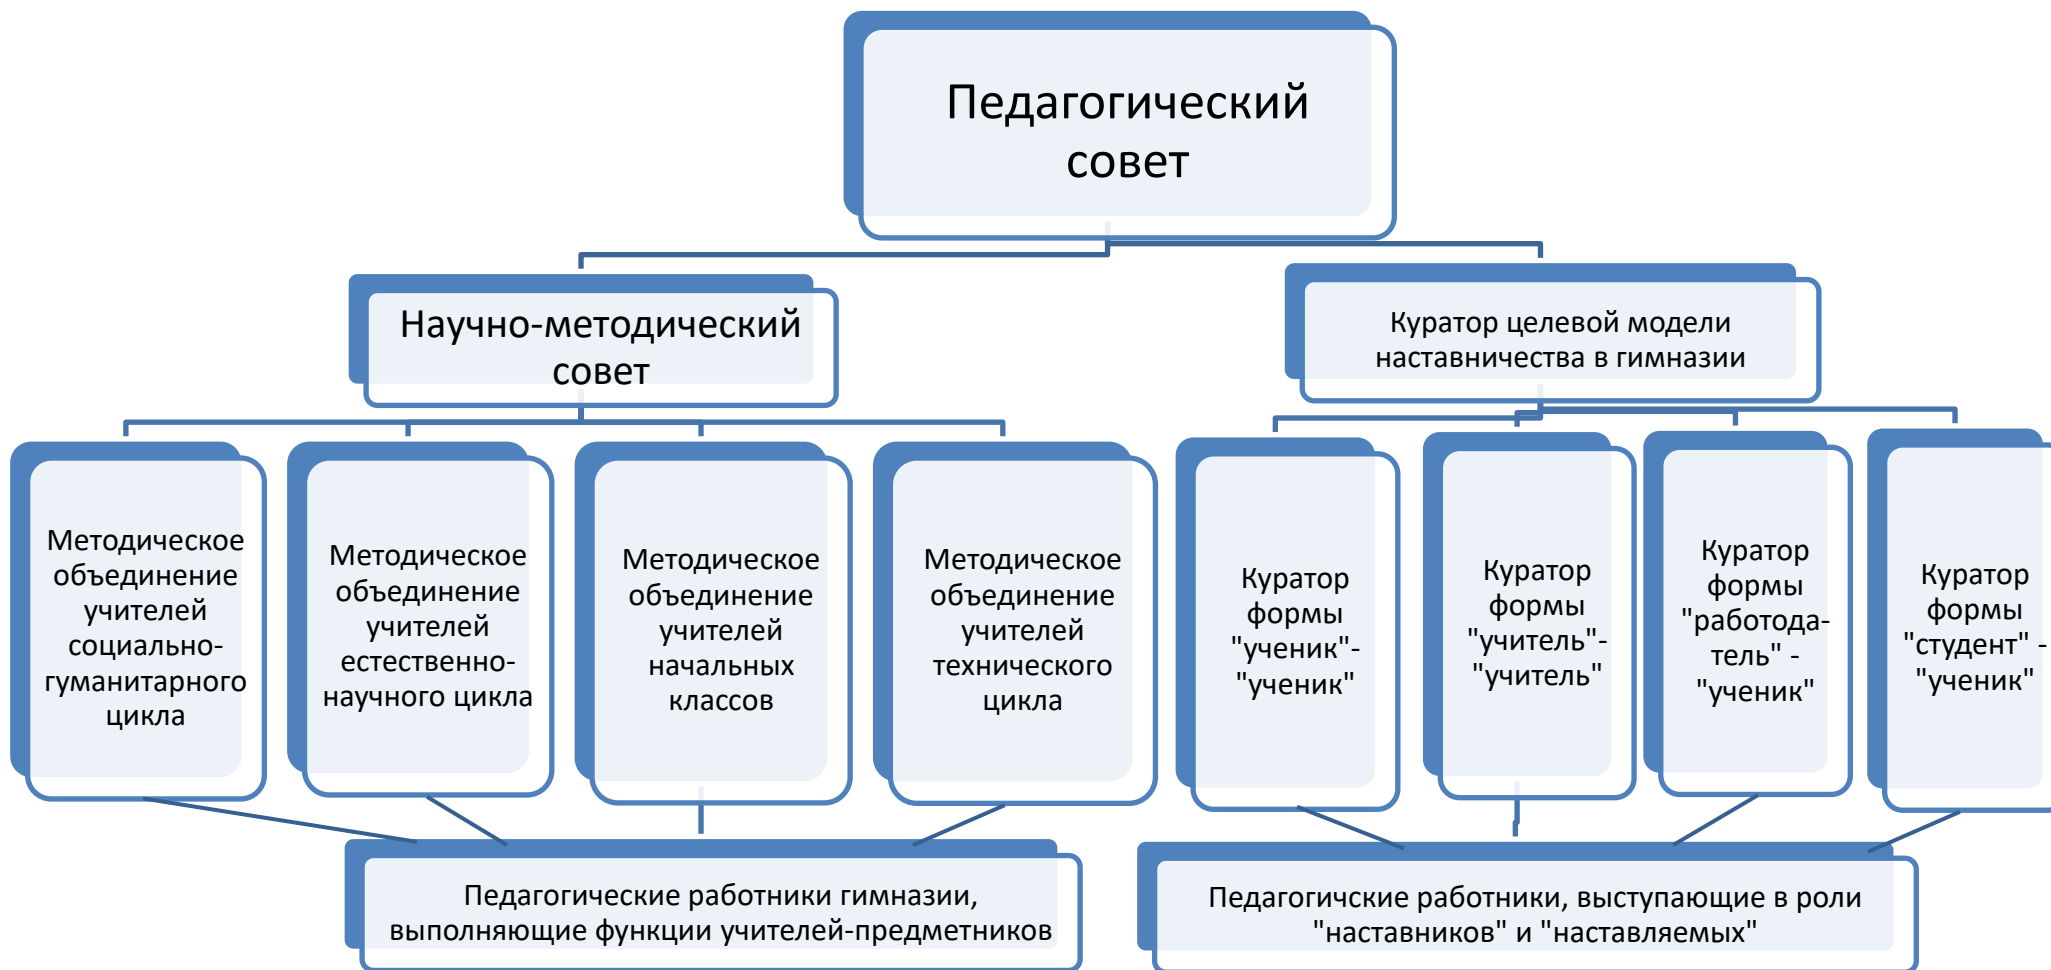 Педагогический
совет
Научно-методический
совет
Куратор целевой модели
наставничества в гимназии
Методическое
объединение
учителей
социально-
гуманитарного
цикла
Методическое
объединение
учителей
естественно-
научного цикла
Методическое
объединение
учителей
начальных
классов
Методическое
объединение
учителей
технического
цикла
Куратор
формы
"ученик"-
"ученик"
Куратор
формы
"учитель"-
"учитель"
Куратор
формы
"работода-
тель" -
"ученик"
Куратор
формы
"студент" -
"ученик"
Педагогические работники гимназии,
выполняющие функции учителей-предметников
Педагогичские работники, выступающие в роли
"наставников" и "наставляемых"